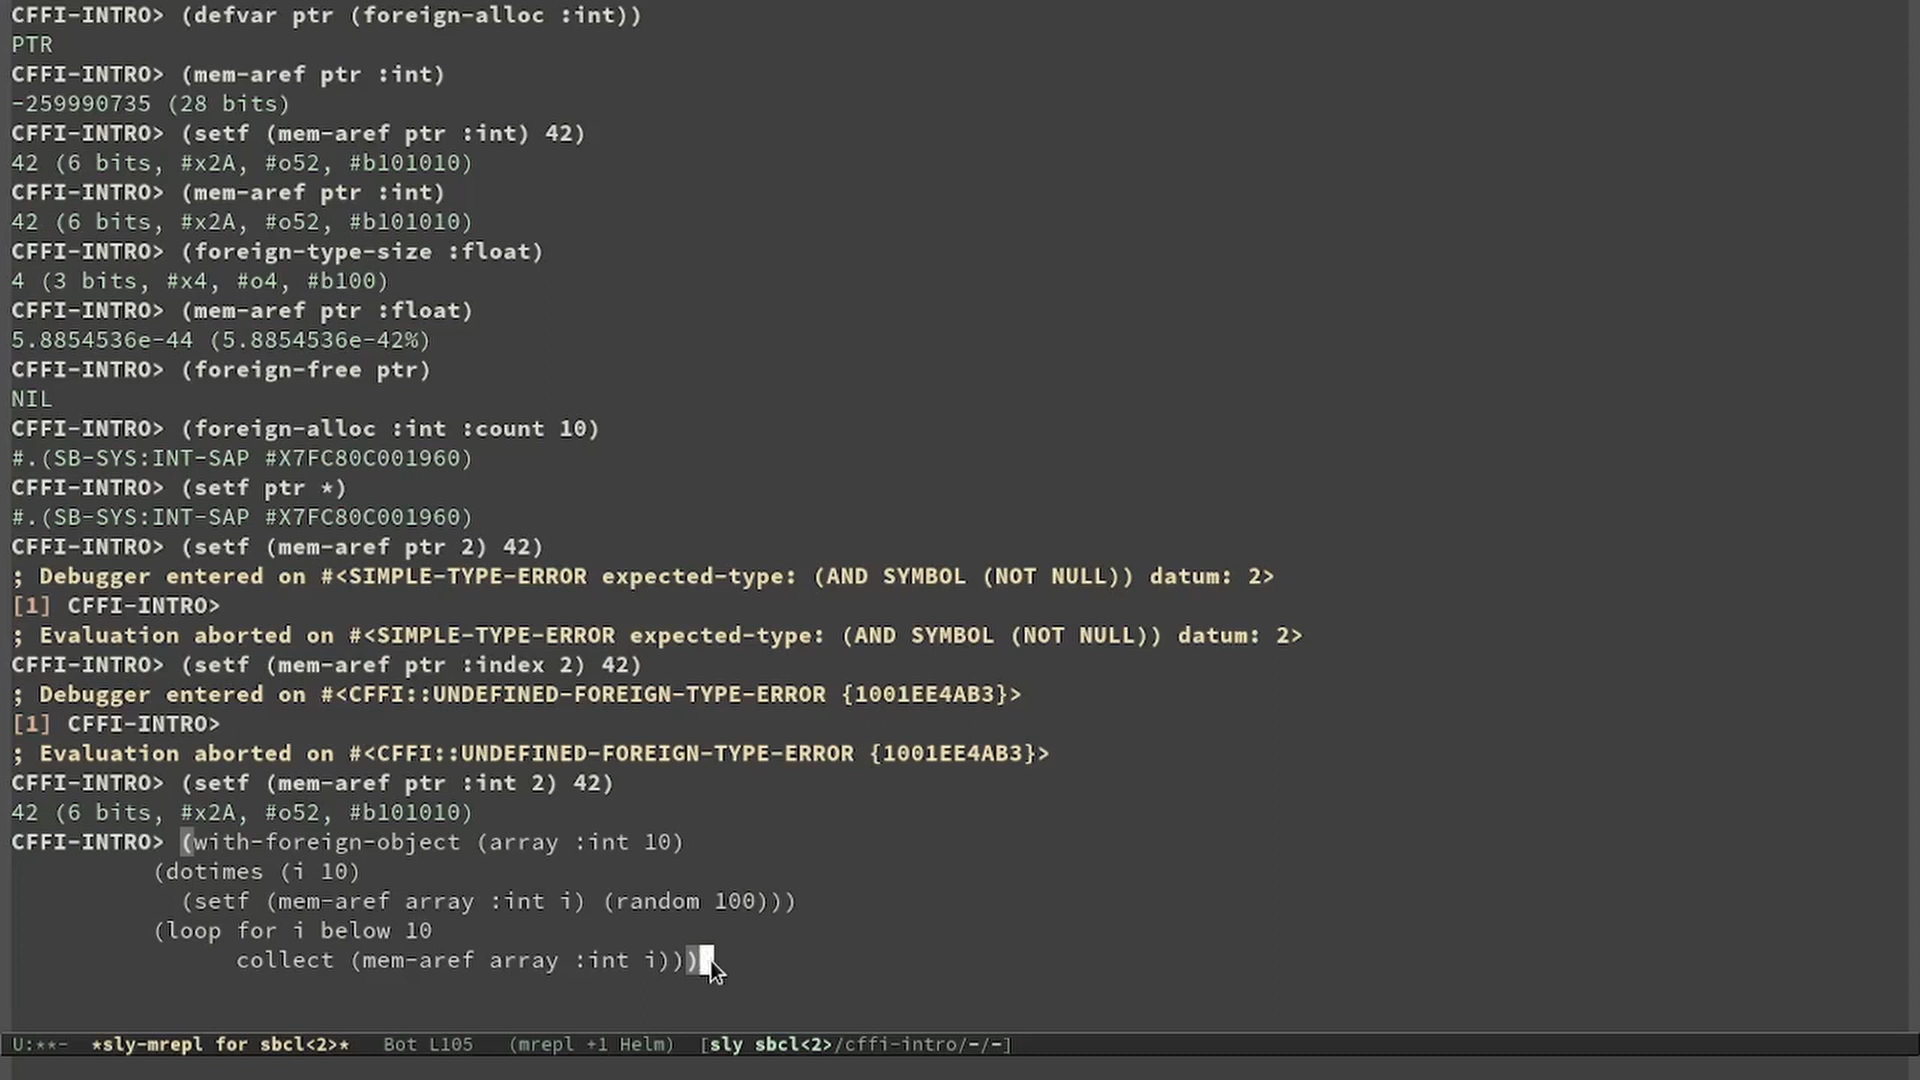 CFFI-INTRO> (defvar ptr (foreign-alloc :int))
PTR
CFFI-INTRO> (mem-aref ptr :int)
-259990735 (28 bits)
CFFI-INTRO> (setf (mem-aref ptr :int) 42)
42 (6 bits, #x2A, #o52, #b101010)
CFFI-INTRO> (mem-aref ptr :int)
42 (6 bits, #x2A, #o52, #b101010)
CFFI-INTRO> (foreign-type-size :float)
4 (3 bits, #x4, #o4, #b100)
CFFI-INTRO> (mem-aref ptr :float)
5.8854536e-44 (5.8854536e-42%)
CFFI-INTRO> (foreign-free ptr)
NIL
CFFI-INTRO> (foreign-alloc :int :count 10)
#.(SB-SYS:INT-SAP #X7FC80C001960)
CFFI-INTRO> (setf ptr *)
#.(SB-SYS:INT-SAP #X7FC80C001960)
CFFI-INTRO> (setf (mem-aref ptr 2) 42)
; Debugger entered on #<SIMPLE-TYPE-ERROR expected-type: (AND SYMBOL (NOT NULL)) datum: 2>
[1] CFFI-INTRO>
; Evaluation aborted on #<SIMPLE-TYPE-ERROR expected-type: (AND SYMBOL (NOT NULL)) datum: 2>
CFFI-INTRO> (setf (mem-aref ptr :index 2) 42)
; Debugger entered on #<CFFI::UNDEFINED-FOREIGN-TYPE-ERROR {1001EE4AB3}>
[1] CFFI-INTRO>
; Evaluation aborted on #<CFFI::UNDEFINED-FOREIGN-TYPE-ERROR {1001EE4AB3}>
CFFI-INTRO> (setf (mem-aref ptr :int 2) 42)
42 (6 bits, #x2A, #o52, #b101010)
CFFI-INTRO> (with-foreign-object (array :int 10)
(dotimes (i 10)
(setf (mem-aref array :int i) (random 100)))
(loop for i below 10
collect (mem-aref array :int i)))
U:**- *sly-mrepl for sbcl<2>* Bot L105 (mrepl +1 Helm) [sly sbcl<2>/cffi-intro/-/-]